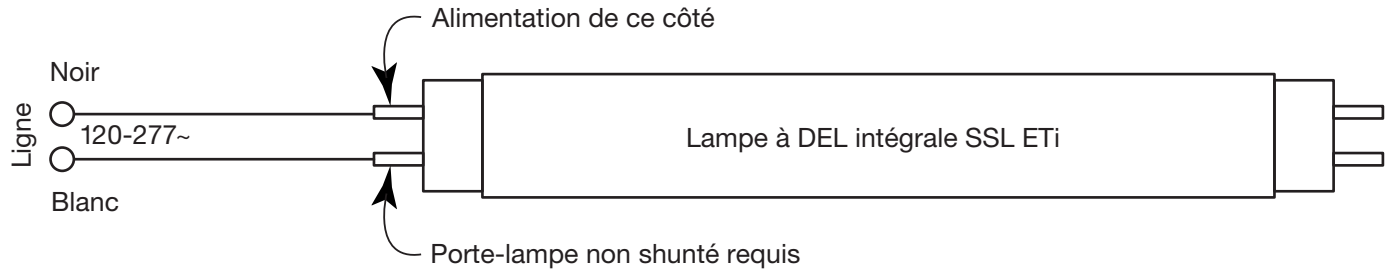 Alimentation de ce côté
Noir
Ligne
120-277~
Lampe à DEL intégrale SSL ETi
Blanc
Porte-lampe non shunté requis